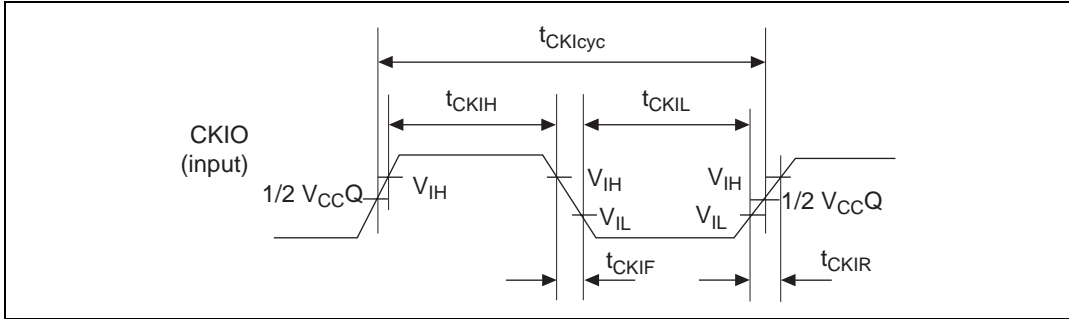 tCKIcyc
tCKIH
tCKIL
CKIO
(input)
VIH
VIH
VIH
1/2 VCCQ
1/2 VCCQ
VIL
VIL
tCKIF
tCKIR